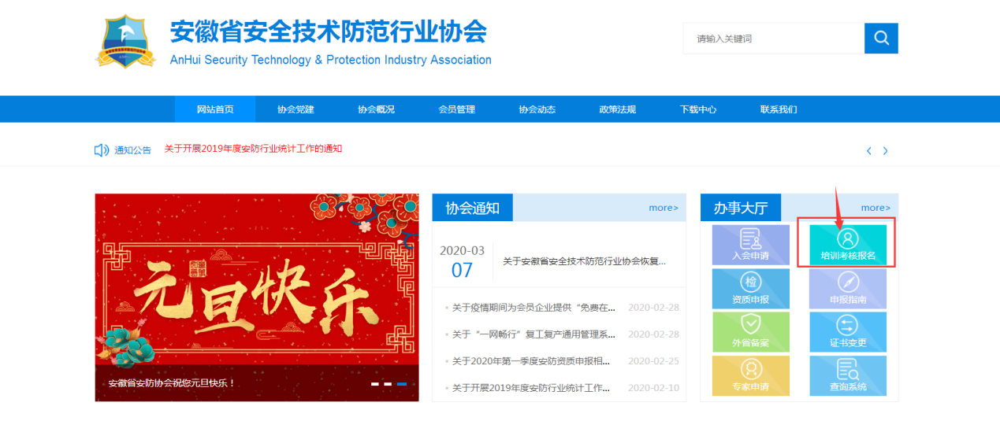 安徽省安全技术防范行业协会
AnHui Security Technology & Protection Industry Association
请输入关键词
网站首页 协会党建 协会概况 会员管理 协会动态 政策法规 下载中心 联系我们
通知公告 关于开展2019年度安防行业统计工作的通知
元旦快乐
安徽省安防协会祝您元旦快乐！
协会通知 more>
2020-03
07
关于安徽省安全技术防范行业协会恢复...
关于疫情期间为会员企业提供“免费在... 2020-02-28
关于“一网畅行”复工复产通用管理系... 2020-02-28
关于2020年第一季度安防资质申报相... 2020-02-25
关于开展2019年度安防行业统计工作... 2020-02-10
办事大厅 more>
入会申请 培训考核报名
检
资质申报 申报指南
外省备案 证书变更
专家申请 查询系统